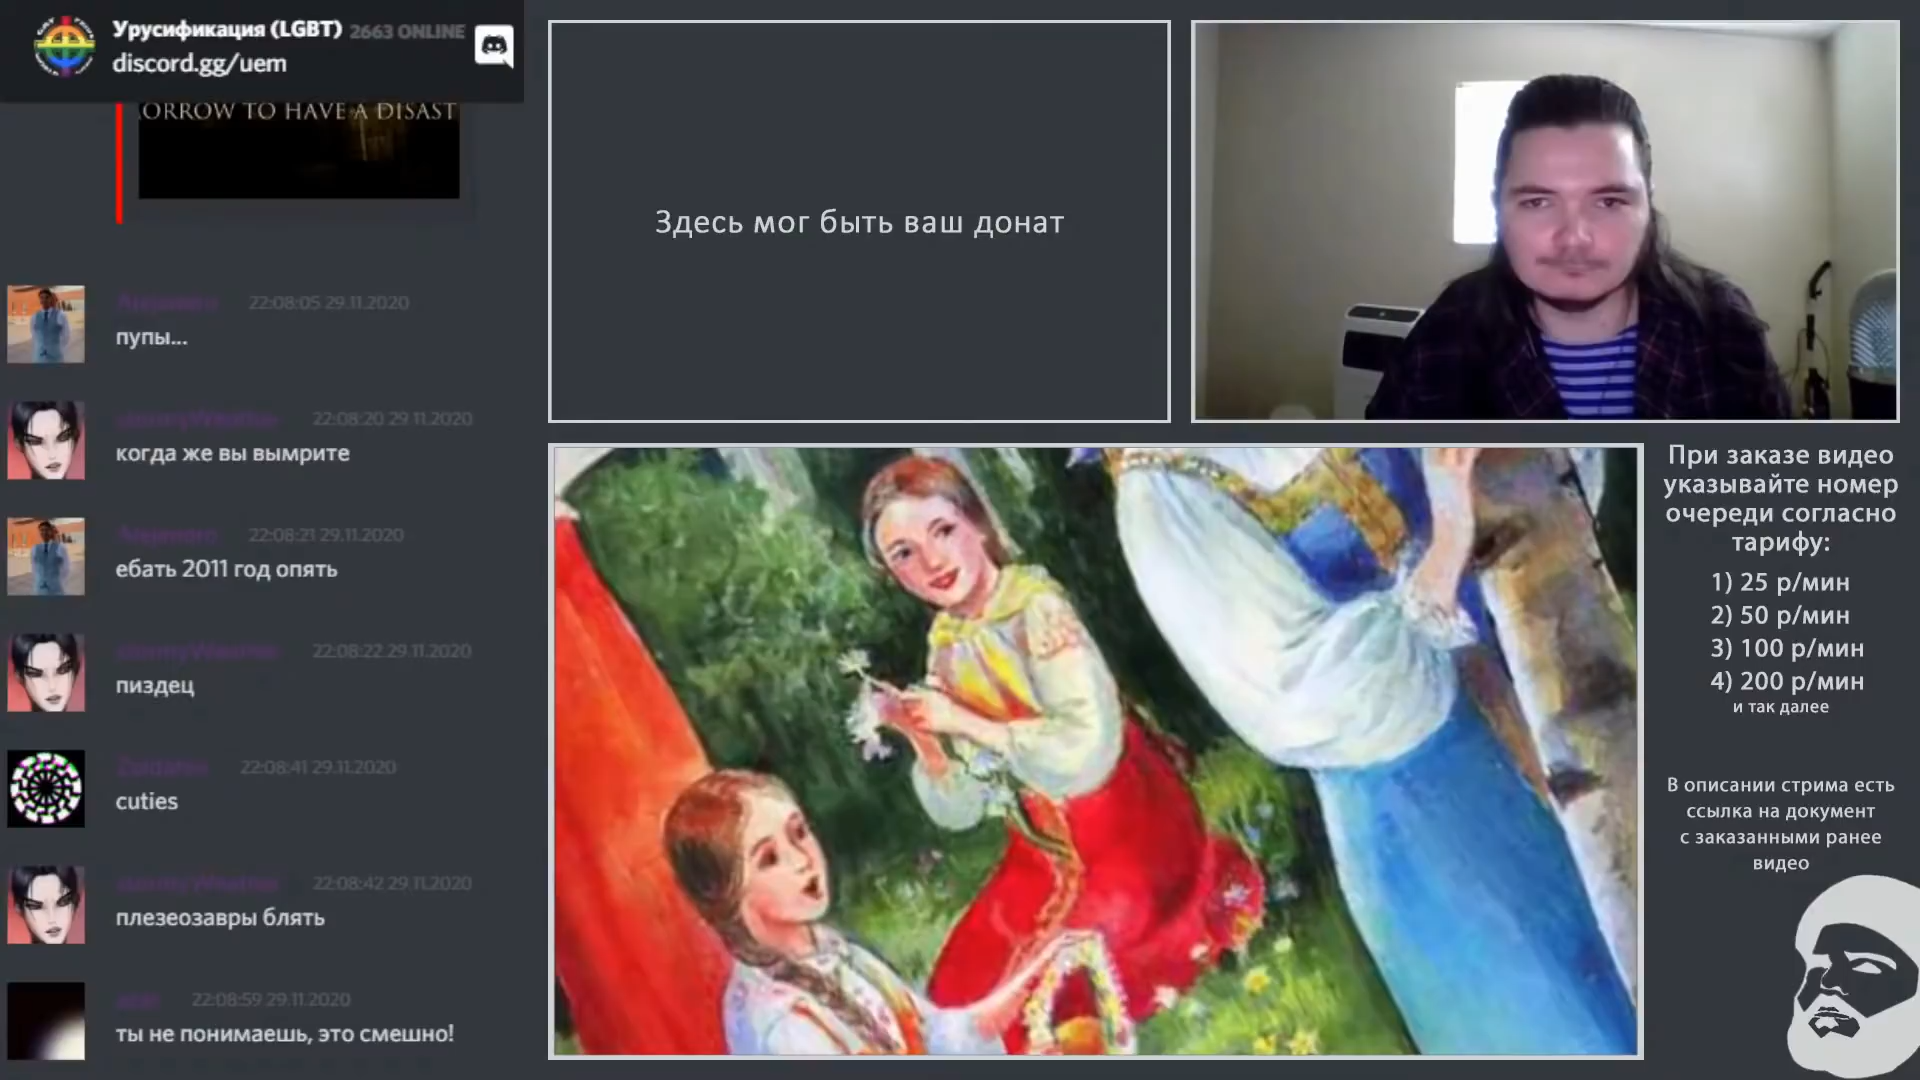 Урусификация (LGBT) 2663 ONLINE
discord.gg/uem
ORROW TO HAVE A DISAST
22:08:05 29.11.2020
пупы...
22:08:20 29.11.2020
когда же вы вымрите
22:08:21 29.11.2020
ебать 2011 год опять
22:08:22 29.11.2020
пиздец
22:08:41 29.11.2020
cuties
22:08:42 29.11.2020
плезеозавры блять
22:08:59 29.11.2020
ты не понимаешь, это смешно!
Здесь мог быть ваш донат
При заказе видео
указывайте номер
очереди согласно
тарифу:
1) 25 р/мин
2) 50 р/мин
3) 100 р/мин
4) 200 р/мин
и так далее
В описании стрима есть
ссылка на документ
с заказанными ранее
видео